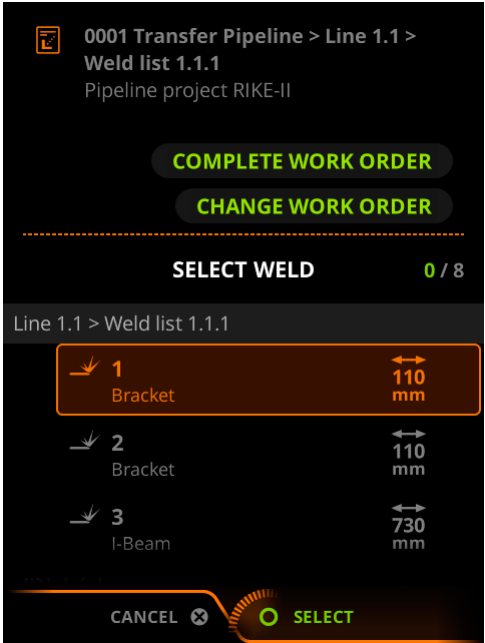 0001 Transfer Pipeline > Line 1.1 >
Weld list 1.1.1
Pipeline project RIKE-II
COMPLETE WORK ORDER
CHANGE WORK ORDER
SELECT WELD 0 / 8
Line 1.1 > Weld list 1.1.1
1 110
Bracket mm
2 110
Bracket mm
3 730
I-Beam mm
CANCEL SELECT